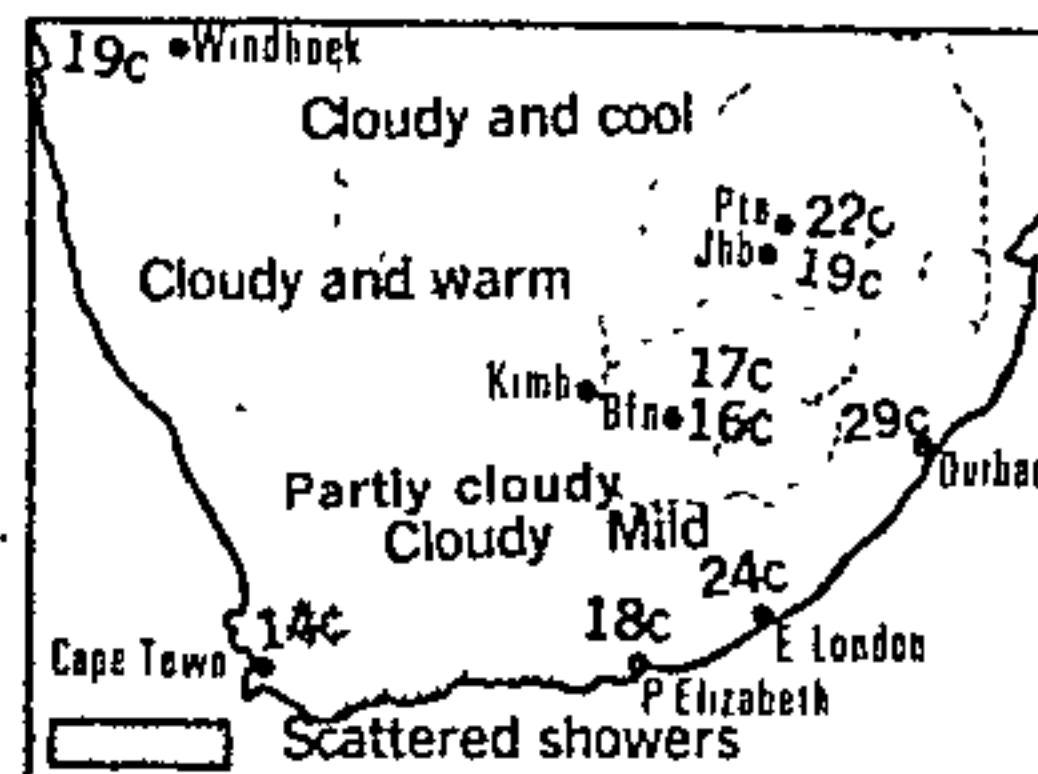 19c Windhoek
Cloudy and cool
Pta 22c
Jhb 19c
Cloudy and warm
Kimb 17c
Bfn 16c
29c
Partly cloudy
Cloudy Mild
24c
14c
18c
Cape Town
E London
P Elizabeth
Scattered showers